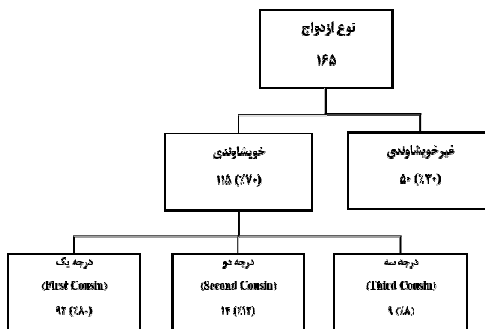 نوع ازدواج
۱۶۵
خویشاوندی
۱۱۵ (٪۷۰)
غیرخویشاوندی
۵۰ (٪۳۰)
درجه یک
(First Cousin)
۹۲ (٪۸۰)
درجه دو
(Second Cousin)
۱۴ (٪۱۲)
درجه سه
(Third Cousin)
۹ (٪۸)